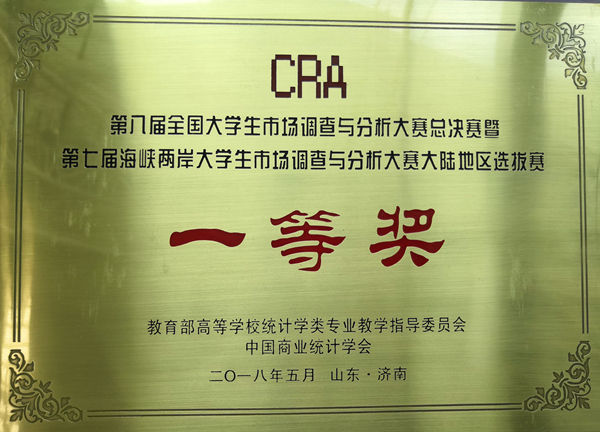 CRA
第八届全国大学生市场调查与分析大赛总决赛暨
第七届海峡两岸大学生市场调查与分析大赛大陆地区选拔赛
一等奖
教育部高等学校统计学类专业教学指导委员会
中国商业统计学会
二〇一八年五月 山东·济南